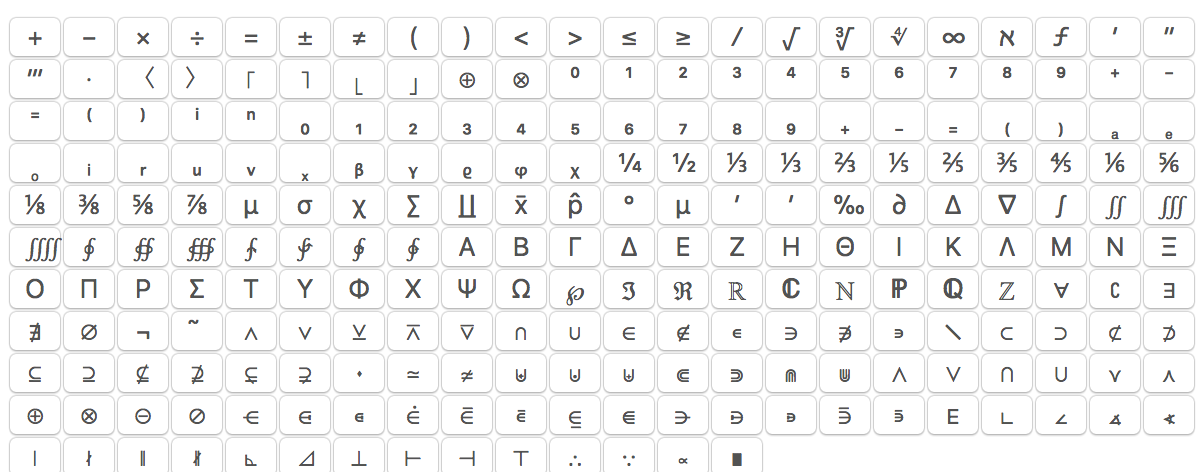 + − × ÷ = ± ≠ ( ) < > ≤ ≥ / √ ∛ ∜ ∞ ℵ ⨍ ′ ″
‴ · 〈 〉 ⌈ ⌉ ⌊ ⌋ ⊕ ⊗ ⁰ ¹ ² ³ ⁴ ⁵ ⁶ ⁷ ⁸ ⁹ ⁺ ⁻
⁼ ⁽ ⁾ ⁱ ⁿ ₀ ₁ ₂ ₃ ₄ ₅ ₆ ₇ ₈ ₉ ₊ ₋ ₌ ₍ ₎ ₐ ₑ
ₒ ᵢ ᵣ ᵤ ᵥ ₓ ᵦ ᵧ ᵨ ᵩ ᵪ ¼ ½ ⅓ ⅓ ⅔ ⅕ ⅖ ⅗ ⅘ ⅙ ⅚
⅛ ⅜ ⅝ ⅞ μ σ χ ∑ ∐ x̄ p̂ ° µ ′ ′ ‰ ∂ ∆ ∇ ∫ ∬ ∭
⨌ ∮ ∯ ∰ ∱ ⨑ ∲ ∳ Α Β Γ Δ Ε Ζ Η Θ Ι Κ Λ Μ Ν Ξ
Ο Π Ρ Σ Τ Υ Φ Χ Ψ Ω ℘ ℑ ℜ ℝ ℂ ℕ ℙ ℚ ℤ ∀ ∁ ∃
∄ ∅ ¬ ˜ ∧ ∨ ⊻ ⊼ ⊽ ∩ ∪ ∈ ∉ ∊ ∋ ∌ ∍ ∖ ⊂ ⊃ ⊄ ⊅
⊆ ⊇ ⊈ ⊉ ⊊ ⊋ ⋄ ≃ ≄ ⊌ ⊍ ⊎ ⋐ ⋑ ⋒ ⋓ ⋀ ⋁ ⋂ ⋃ ⋎ ⋏
⊕ ⊗ ⊖ ⊘ ⋲ ⋳ ⋴ ⋵ ⋶ ⋷ ⋸ ⋹ ⋺ ⋻ ⋼ ⋽ ⋾ ⋿ ∟ ∠ ∡ ∢
∣ ∤ ∥ ∦ ⊾ ⊿ ⊥ ⊢ ⊣ ⊤ ∴ ∵ ∝ ∎